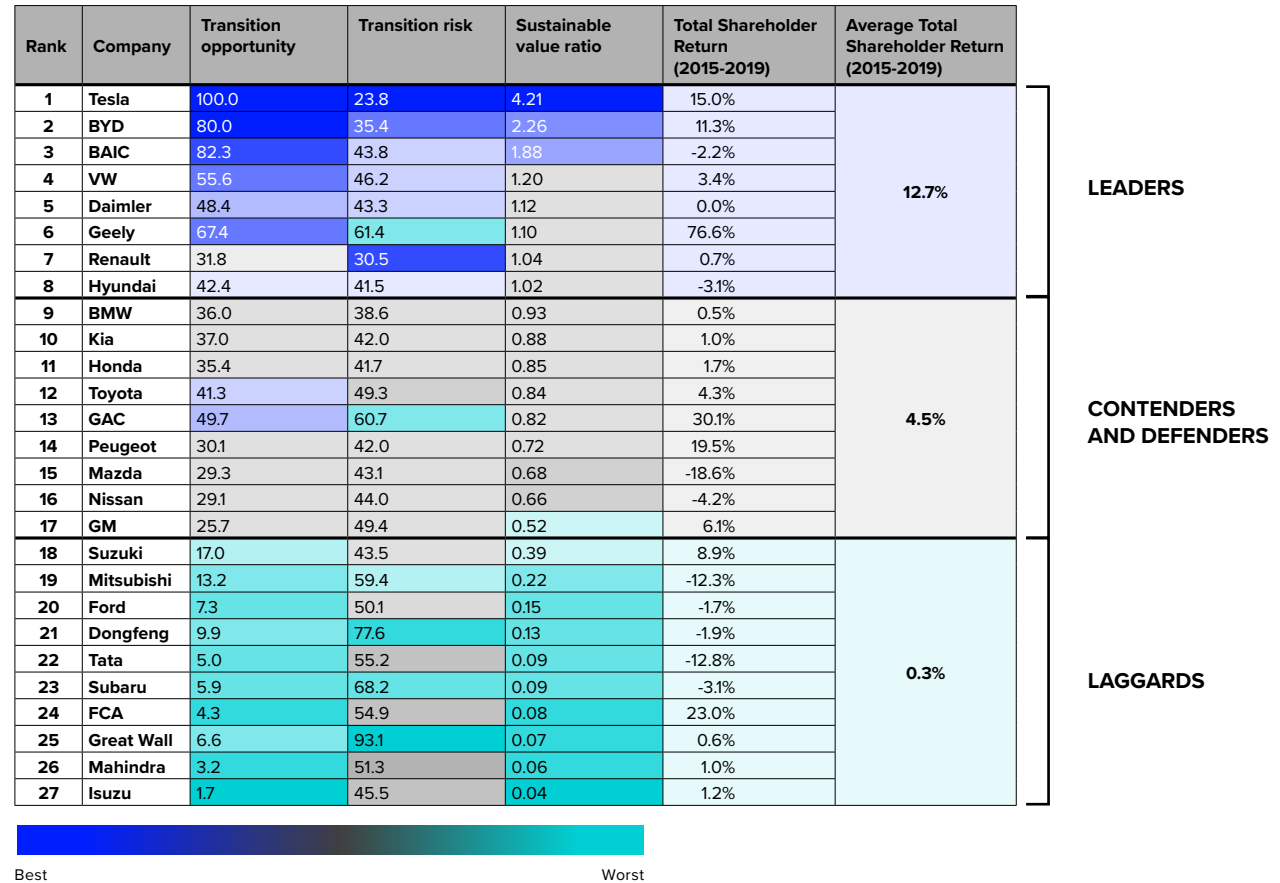 Rank Company Transition opportunity Transition risk Sustainable value ratio Total Shareholder Return (2015-2019) Average Total Shareholder Return (2015-2019)
1 Tesla 100.0 23.8 4.21 15.0%
2 BYD 80.0 35.4 2.26 11.3%
3 BAIC 82.3 43.8 1.88 -2.2%
4 VW 55.6 46.2 1.20 3.4%
12.7%
LEADERS
5 Daimler 48.4 43.3 1.12 0.0%
6 Geely 67.4 61.4 1.10 76.6%
7 Renault 31.8 30.5 1.04 0.7%
8 Hyundai 42.4 41.5 1.02 -3.1%
9 BMW 36.0 38.6 0.93 0.5%
10 Kia 37.0 42.0 0.88 1.0%
11 Honda 35.4 41.7 0.85 1.7%
12 Toyota 41.3 49.3 0.84 4.3%
13 GAC 49.7 60.7 0.82 30.1% 4.5%
CONTENDERS
AND DEFENDERS
14 Peugeot 30.1 42.0 0.72 19.5%
15 Mazda 29.3 43.1 0.68 -18.6%
16 Nissan 29.1 44.0 0.66 -4.2%
17 GM 25.7 49.4 0.52 6.1%
18 Suzuki 17.0 43.5 0.39 8.9%
19 Mitsubishi 13.2 59.4 0.22 -12.3%
20 Ford 7.3 50.1 0.15 -1.7%
21 Dongfeng 9.9 77.6 0.13 -1.9%
22 Tata 5.0 55.2 0.09 -12.8%
0.3%
LAGGARDS
23 Subaru 5.9 68.2 0.09 -3.1%
24 FCA 4.3 54.9 0.08 23.0%
25 Great Wall 6.6 93.1 0.07 0.6%
26 Mahindra 3.2 51.3 0.06 1.0%
27 Isuzu 1.7 45.5 0.04 1.2%
Best Worst